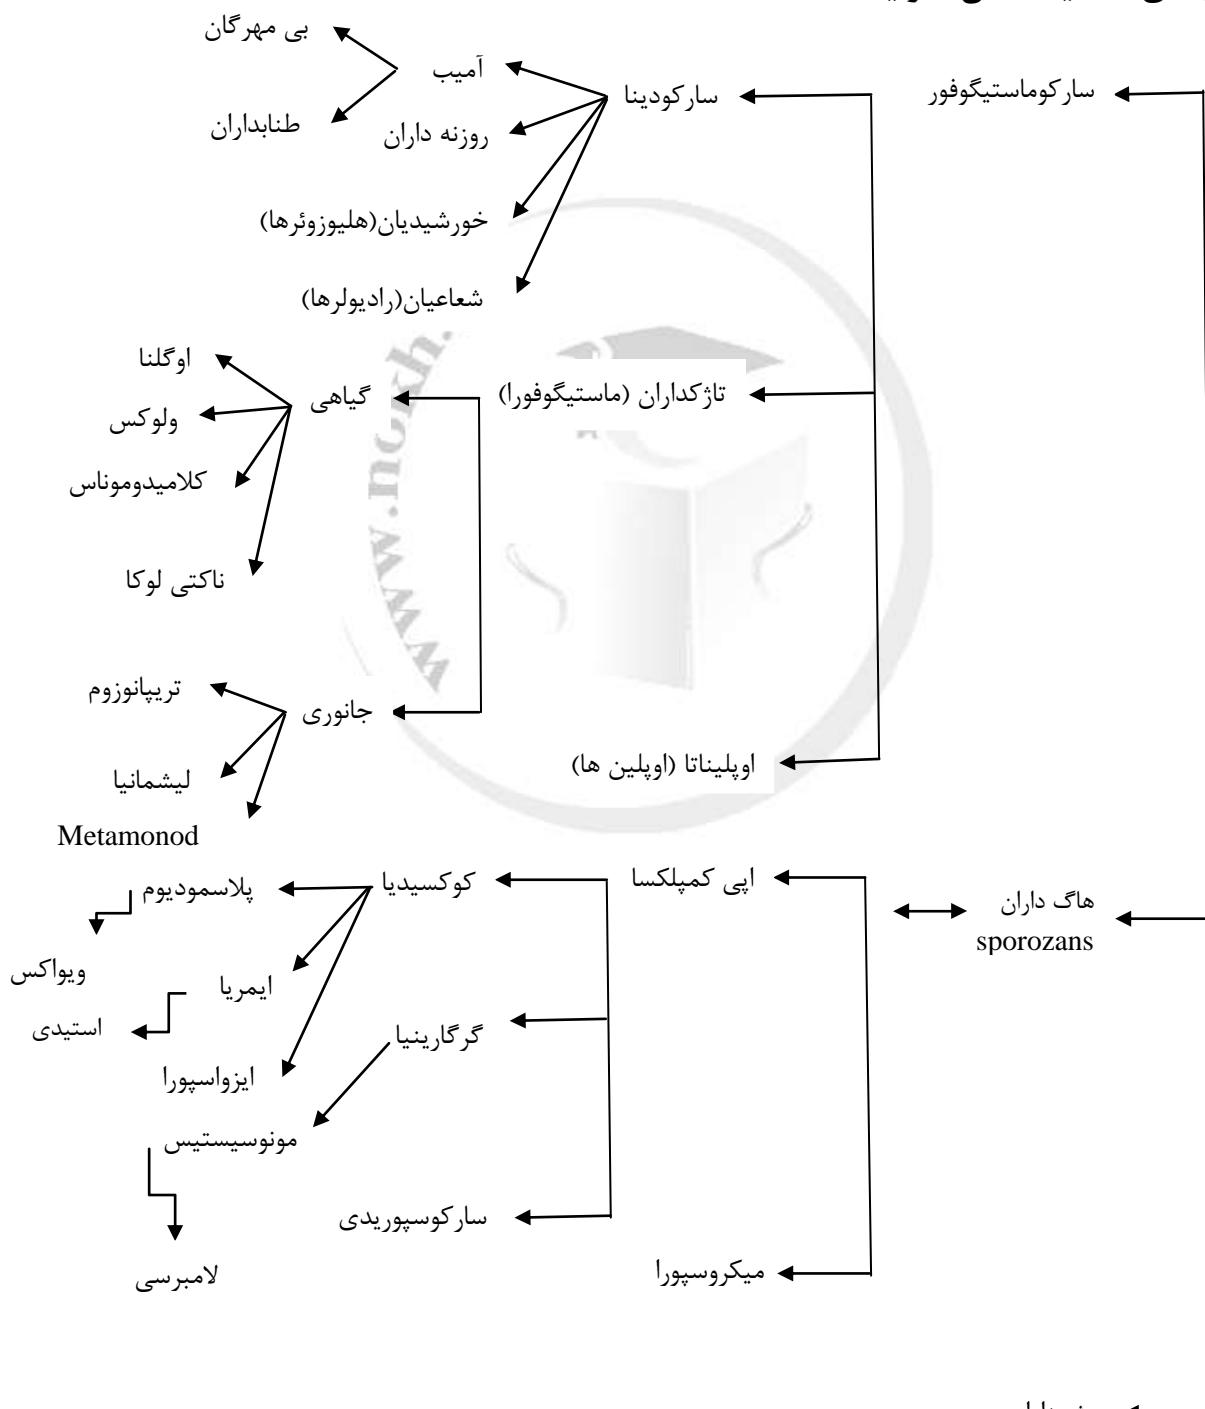 سارکوماستیگوفور
سارکودینا
آمیب
بی مهرگان
طنابداران
روزنه داران
خورشیدیان(هلیوزوئرها)
شعاعیان(رادیولرها)
تاژکداران (ماستیگوفورا)
گیاهی
اوگلنا
ولوکس
کلامیدوموناس
ناکتی لوکا
جانوری
تریپانوزوم
لیشمانیا
Metamonod
اوپلیناتا (اوپلین ها)
هاگ داران
sporozans
اپی کمپلکسا
کوکسیدیا
پلاسمودیوم
ویواکس
ایمریا
استیدی
ایزواسپورا
گرگارینیا
مونوسیستیس
لامبرسی
سارکوسپوریدی
میکروسپورا
www.nokh.